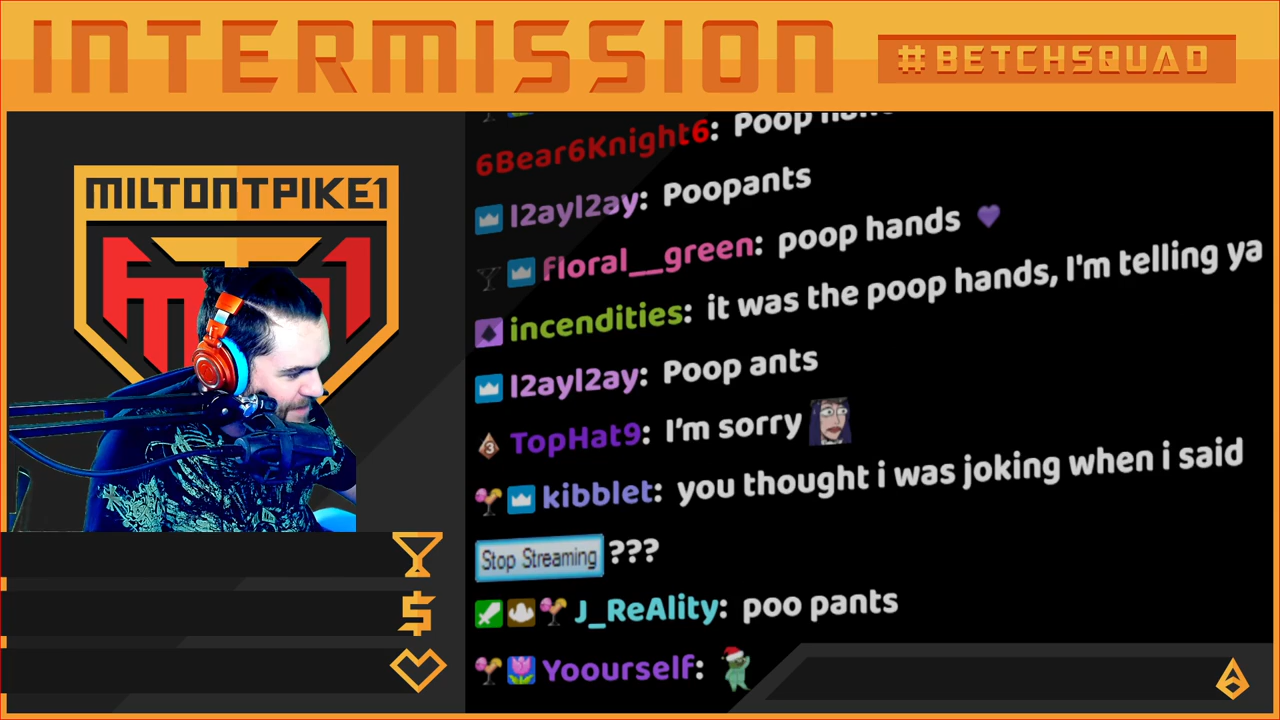 INTERMISSION
#BETCHSQUAD
MILTONTPIKE1
6Bear6Knight6: Poop
l2ayl2ay: Poopants
floral__green: poop hands
incendities: it was the poop hands, I'm telling ya
l2ayl2ay: Poop ants
TopHat9: I'm sorry
kibblet: you thought i was joking when i said
Stop Streaming ???
J_ReAlity: poo pants
Yoourself: